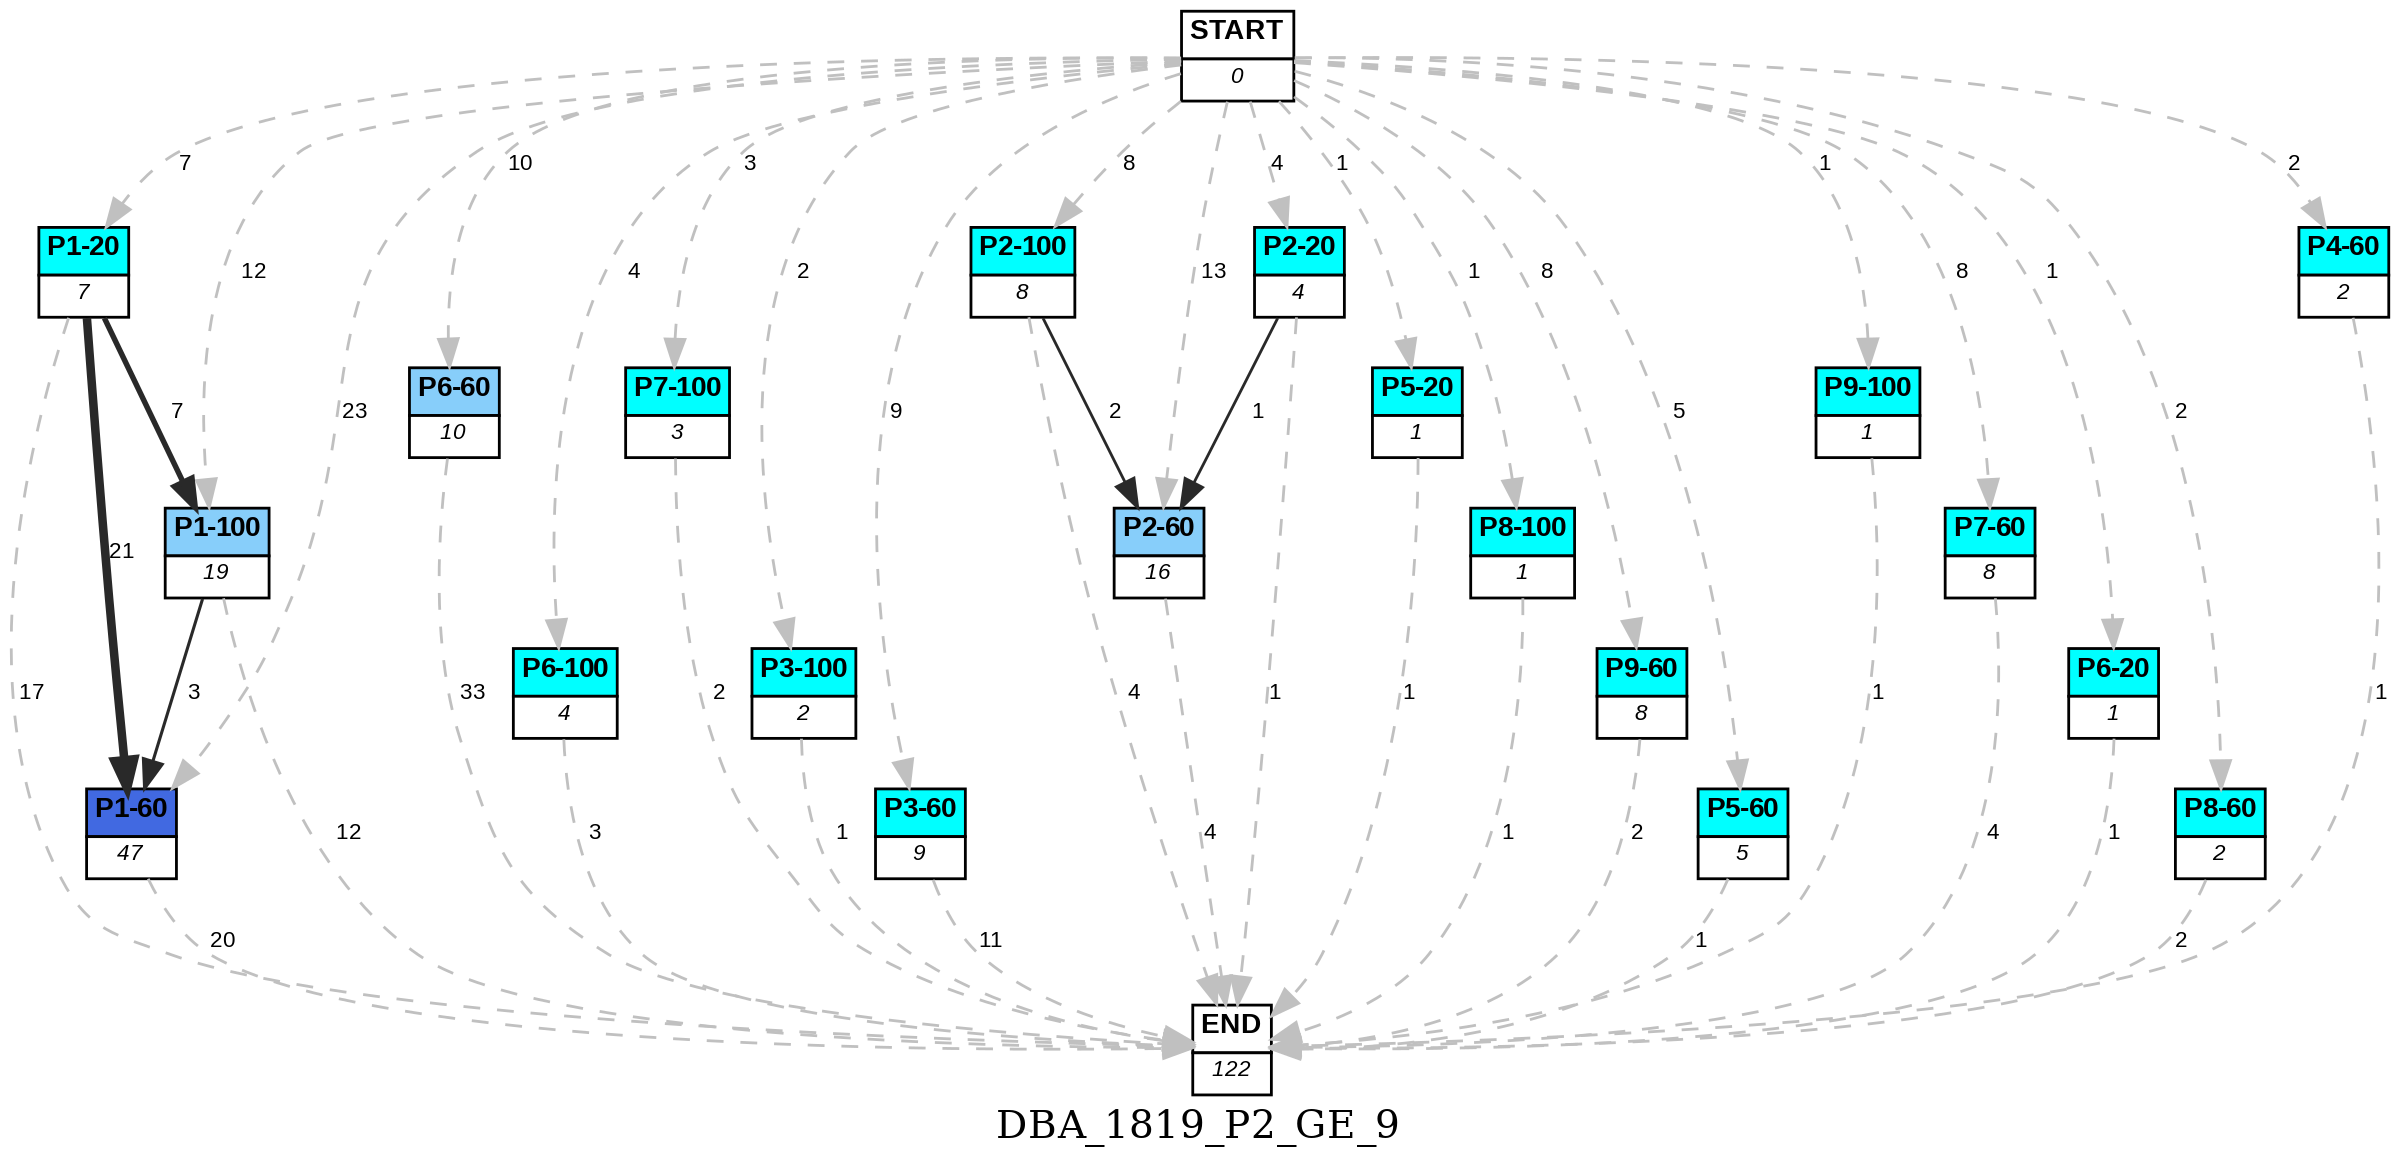 START
0
7
10
3
8
4
1
1
2
P1-20
7
P2-100
8
P2-20
4
P4-60
2
12
4
2
13
1
8
8
1
P6-60
10
P7-100
3
P5-20
1
P9-100
1
7
23
9
2
1
5
2
P1-100
19
P2-60
16
P8-100
1
P7-60
8
21
P6-100
4
P3-100
2
P9-60
8
P6-20
1
17
3
33
2
4
1
1
1
1
P1-60
47
P3-60
9
P5-60
5
P8-60
2
12
3
1
4
1
2
4
1
20
11
1
2
END
122
DBA_1819_P2_GE_9